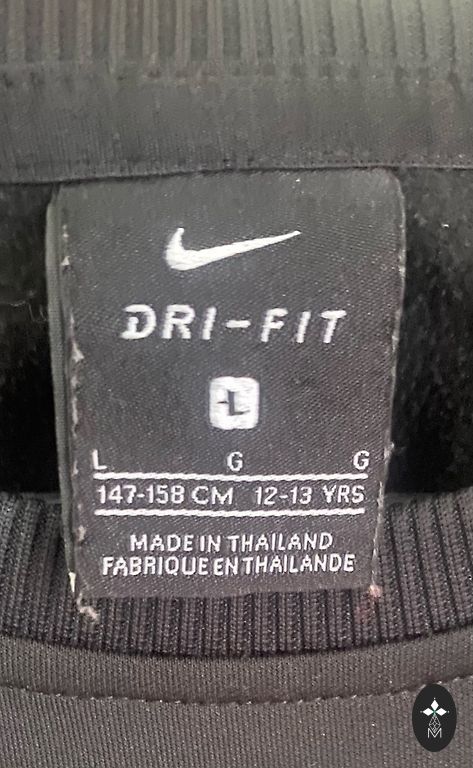 DRI-FIT
L
L G G
147-158 CM 12-13 YRS
MADE IN THAILAND
FABRIQUE EN THAILANDE
M